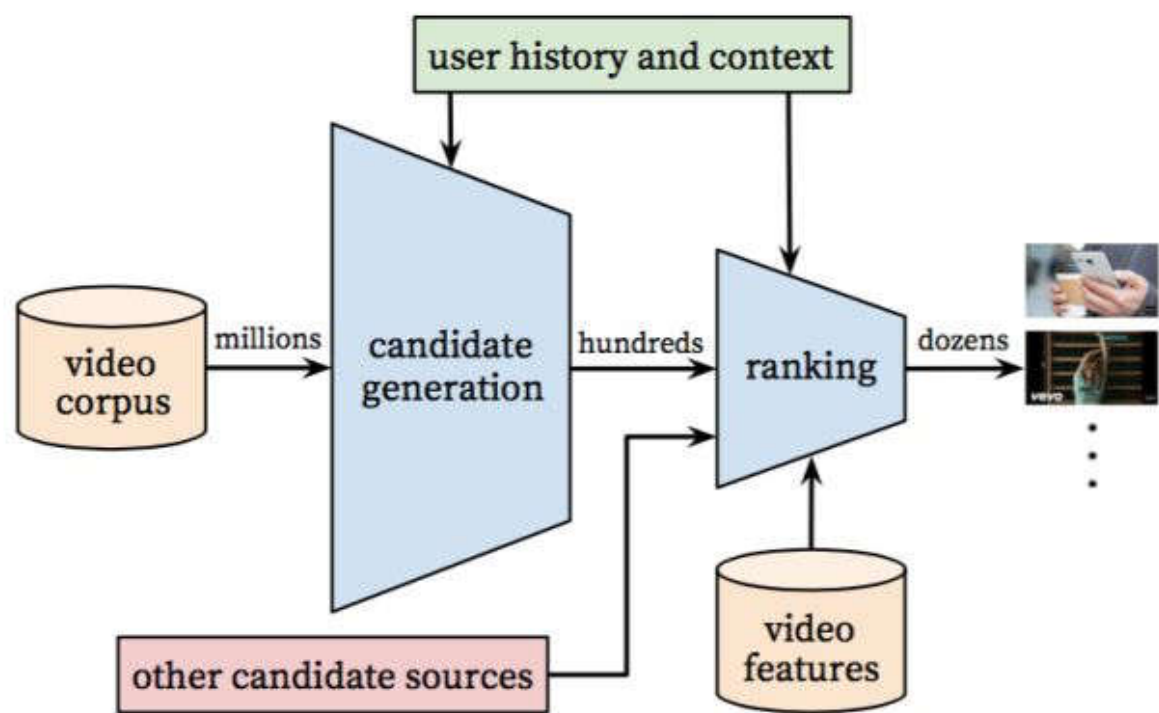 user history and context
millions
hundreds
dozens
video
corpus
candidate
generation
ranking
vevo
other candidate sources
video
features